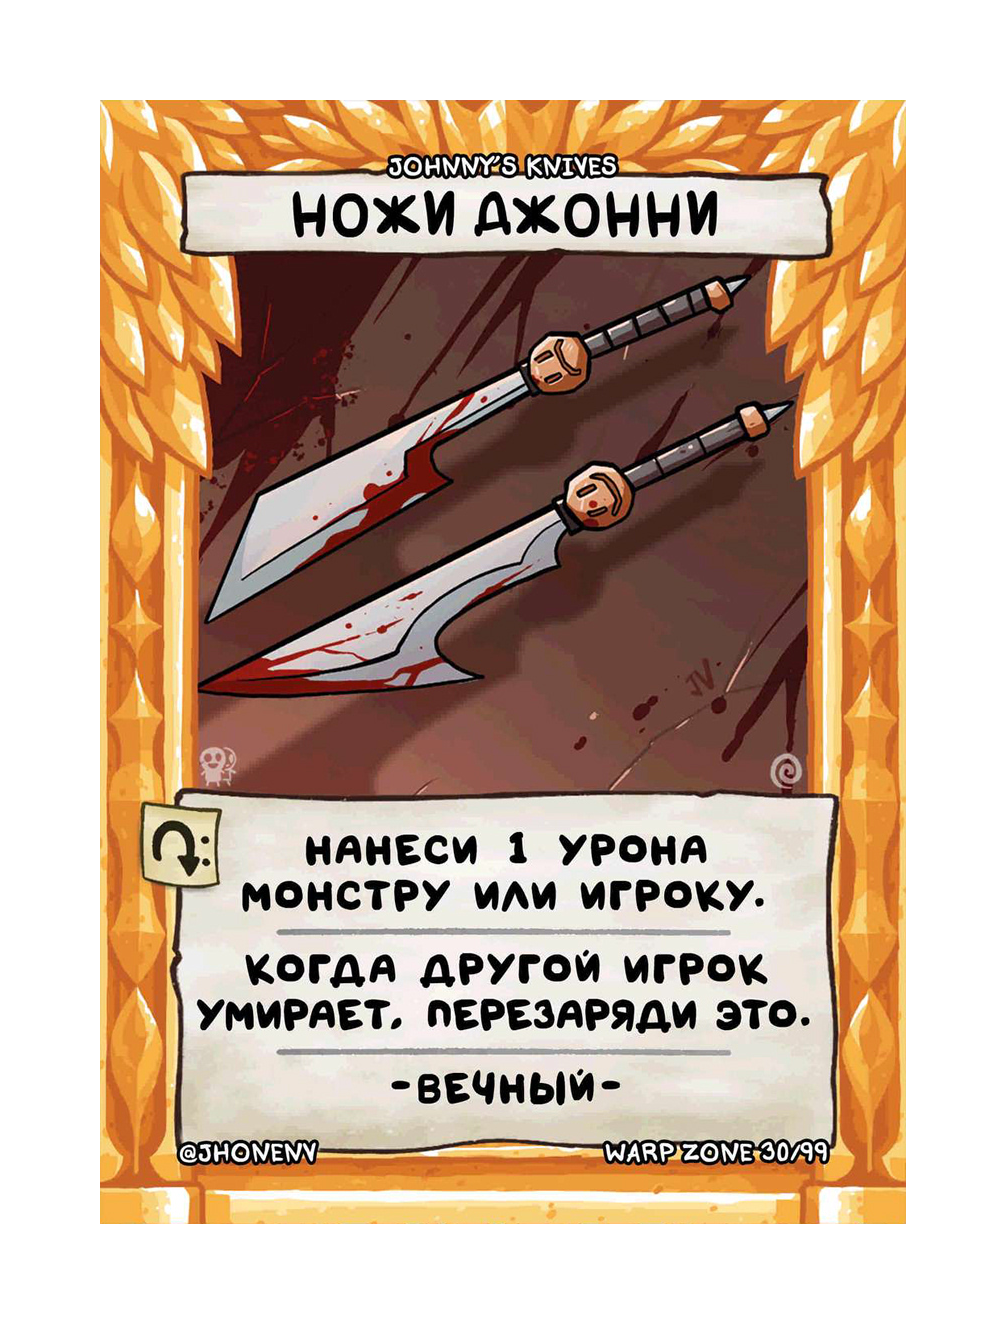 JOHNNY'S KNIVES
НОЖИ ДЖОННИ
JV
НАНЕСИ 1 УРОНА
МОНСТРУ ИЛИ ИГРОКУ.
КОГДА ДРУГОЙ ИГРОК
УМИРАЕТ, ПЕРЕЗАРЯДИ ЭТО.
-ВЕЧНЫЙ-
@JHONENV
WARP ZONE 30/99